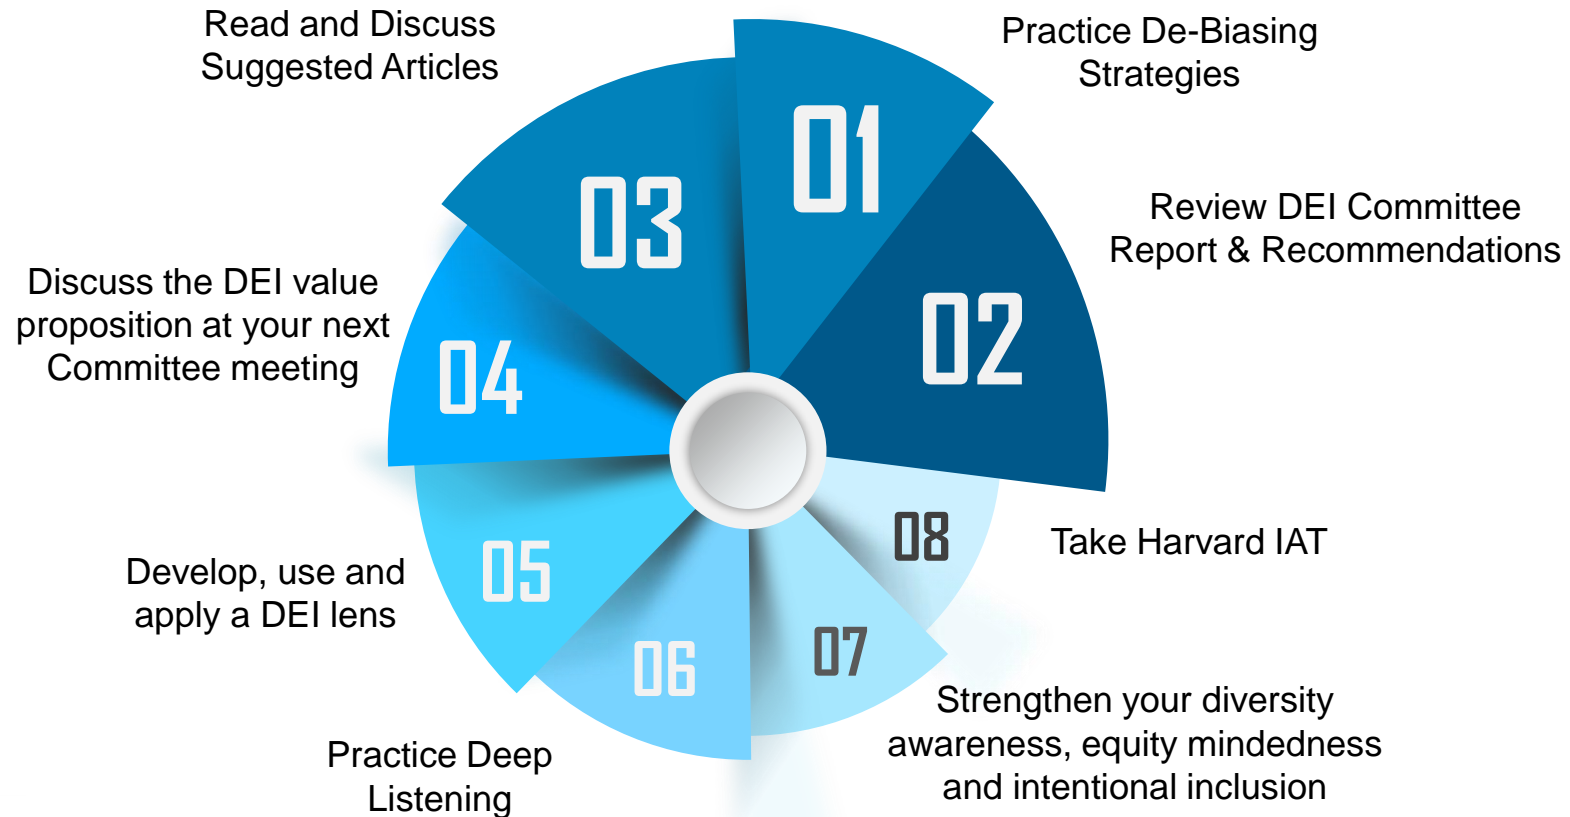 Read and Discuss
Suggested Articles
Practice De-Biasing
Strategies
01
Review DEI Committee
Report & Recommendations
02
03
Discuss the DEI value
proposition at your next
Committee meeting
04
Develop, use and
apply a DEI lens
05
Practice Deep
Listening
06
07
Strengthen your diversity
awareness, equity mindedness
and intentional inclusion
08
Take Harvard IAT